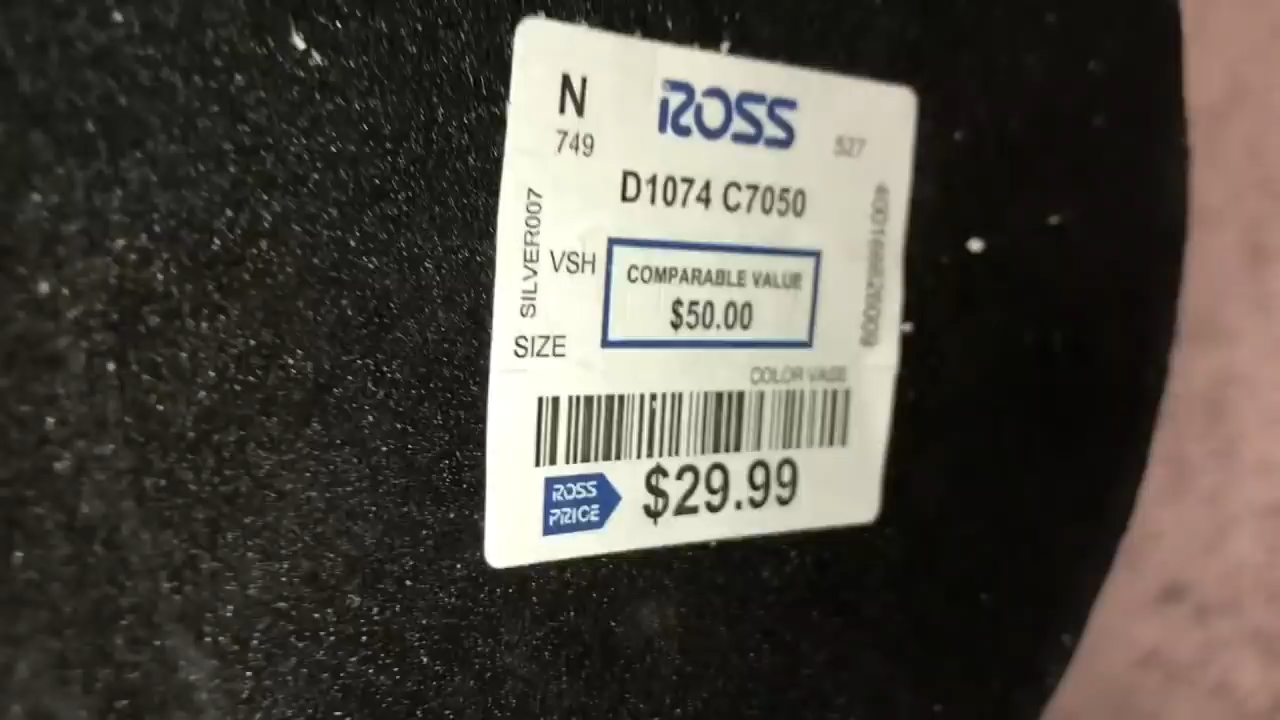 N
ROSS
749
527
D1074 C7050
SILVER007
VSH
COMPARABLE VALUE
$50.00
SIZE
COLOR VASE
ROSS
PRICE
$29.99